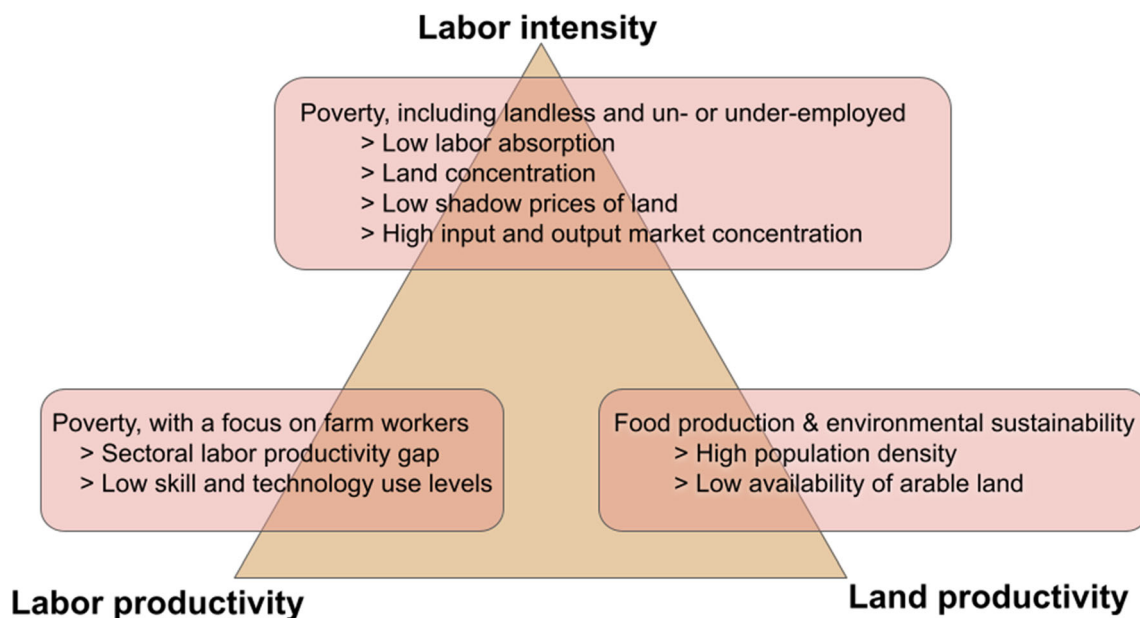 Labor intensity
Poverty, including landless and un- or under-employed
> Low labor absorption
> Land concentration
> Low shadow prices of land
> High input and output market concentration
Poverty, with a focus on farm workers
> Sectoral labor productivity gap
> Low skill and technology use levels
Food production & environmental sustainability
> High population density
> Low availability of arable land
Labor productivity
Land productivity